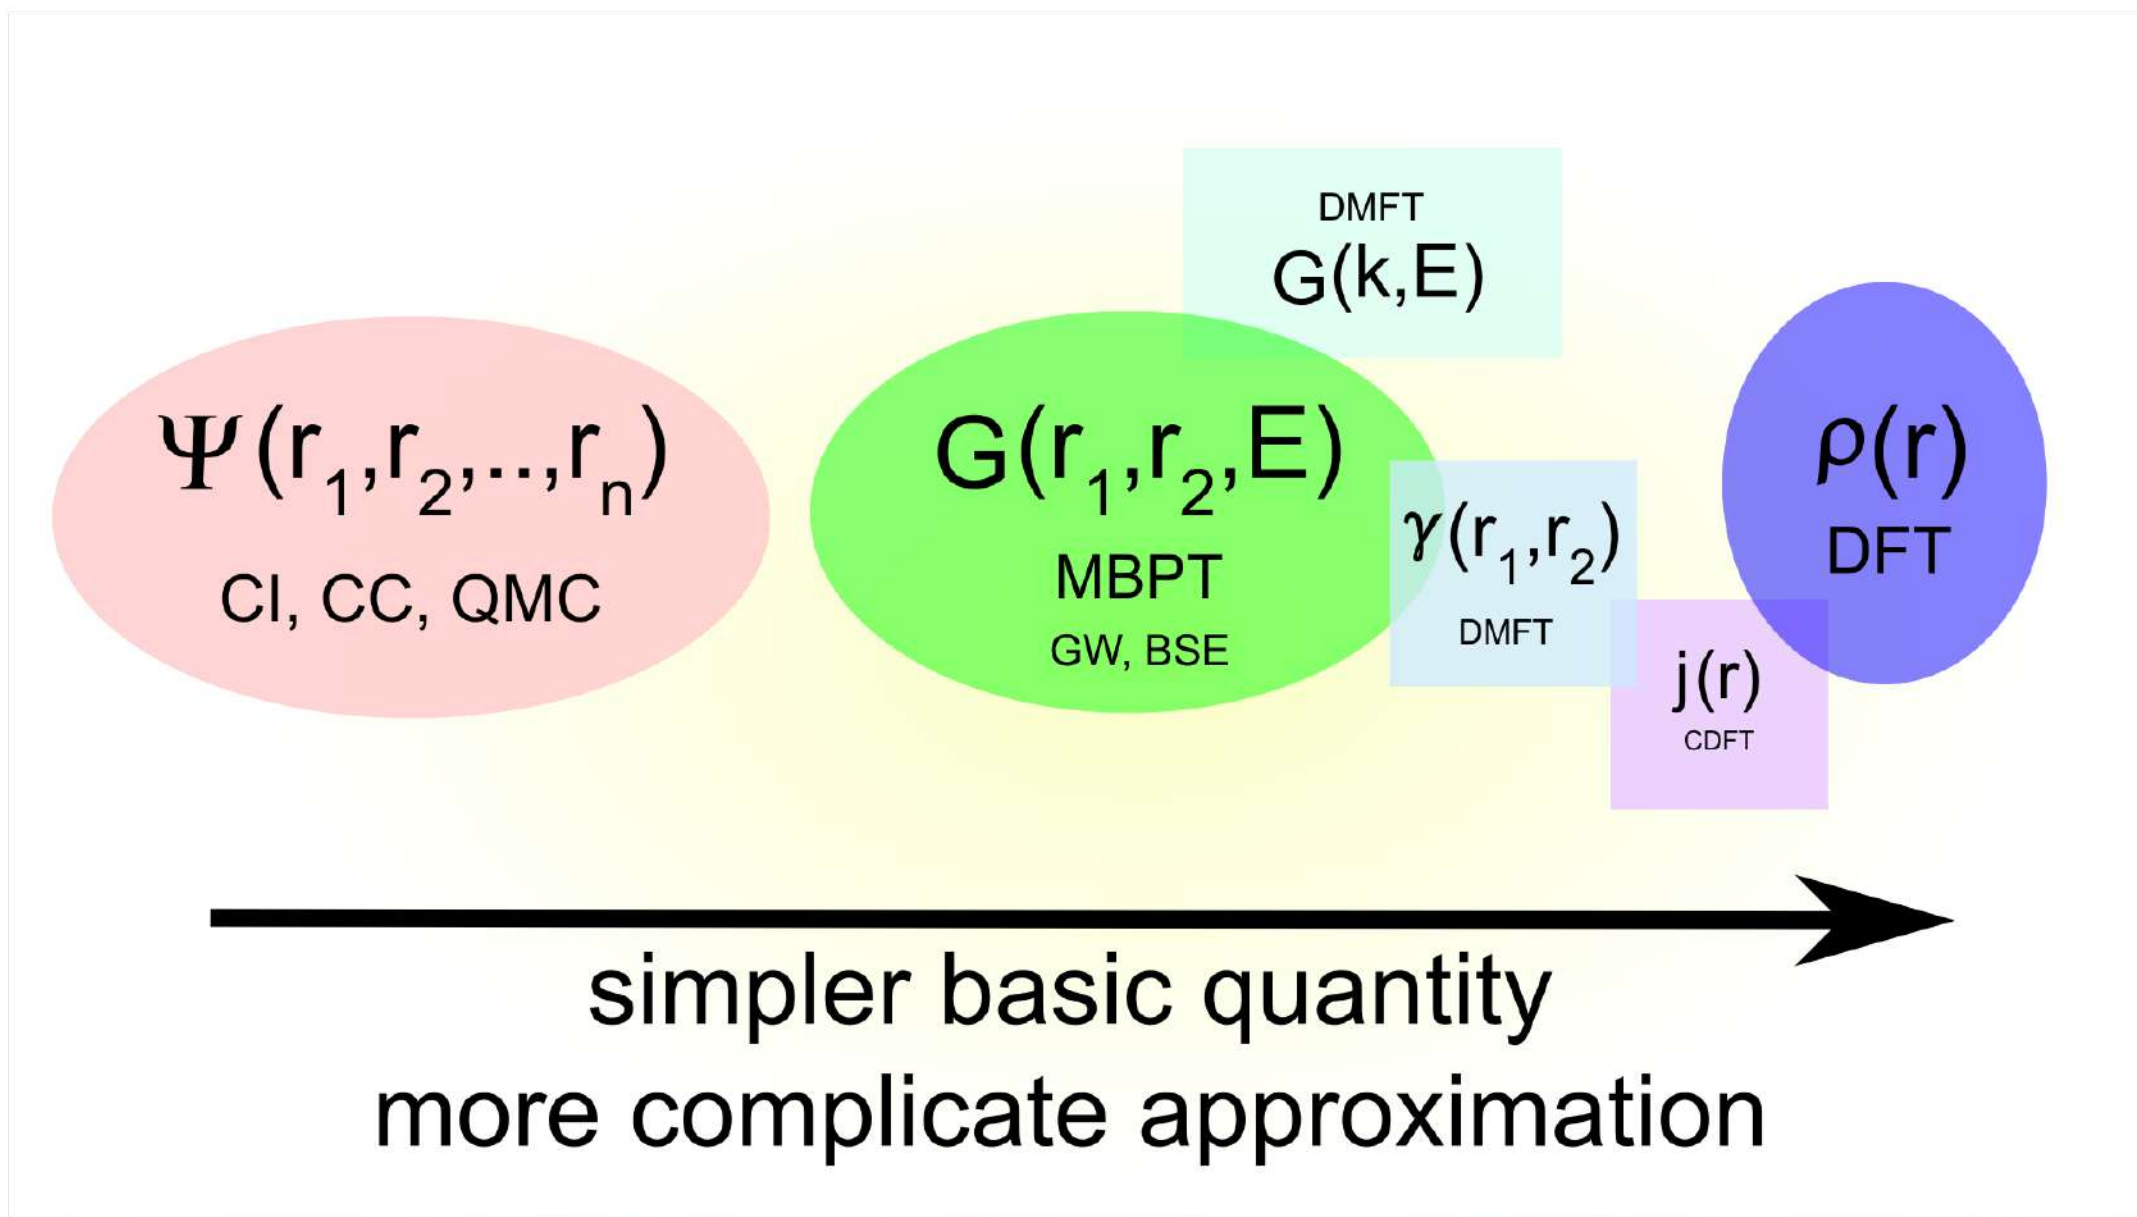 DMFT
G(k,E)
Ψ(r₁,r₂,..,rₙ)
CI, CC, QMC
G(r₁,r₂,E)
MBPT
GW, BSE
γ(r₁,r₂)
DMFT
j(r)
CDFT
ρ(r)
DFT
simpler basic quantity
more complicate approximation